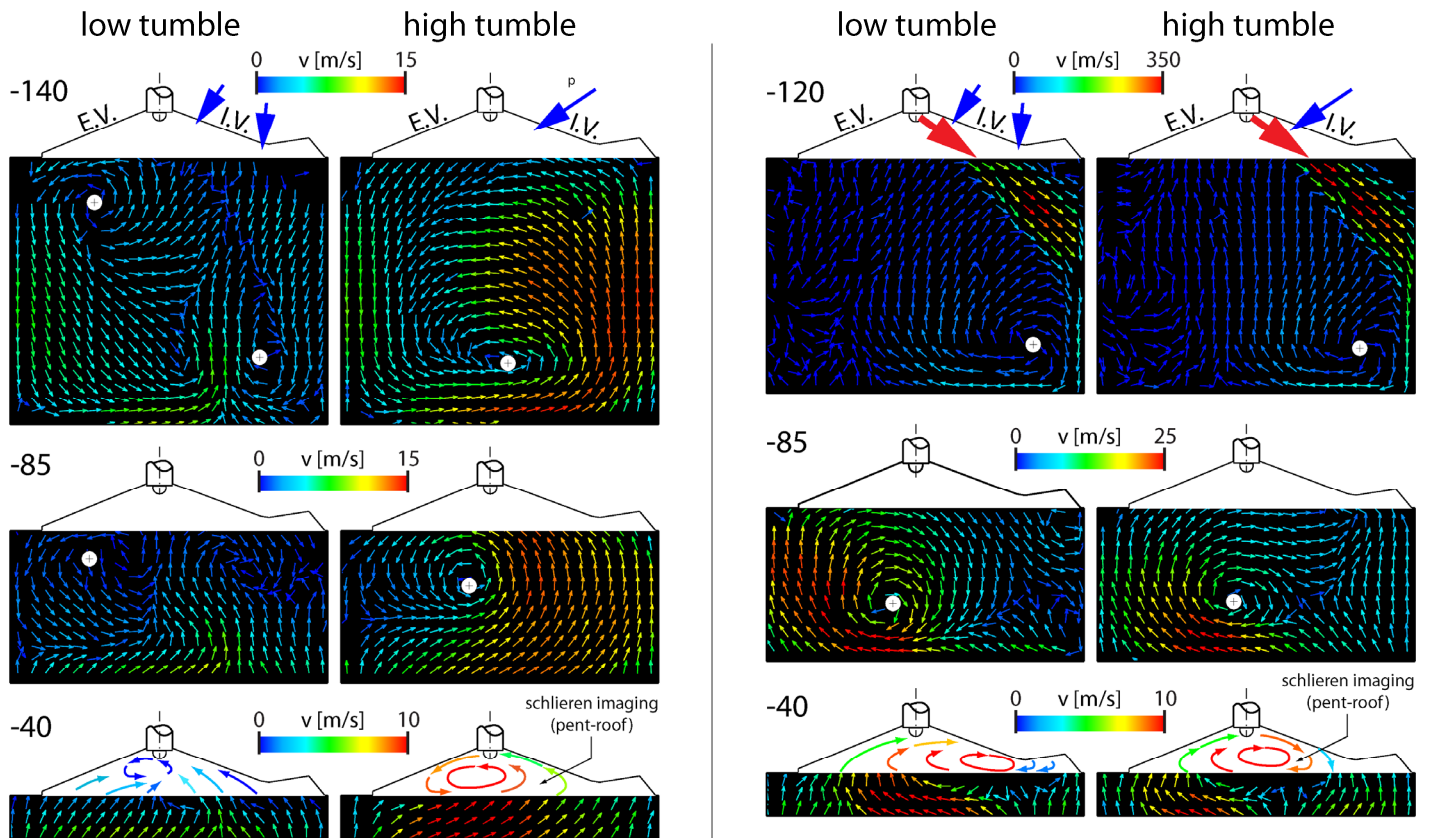 low tumble high tumble low tumble high tumble
0 v [m/s] 15
0 v [m/s] 350
-140
E.V. I.V.
p
E.V. I.V.
-120
E.V. I.V.
E.V. I.V.
-85
0 v [m/s] 15
-85
0 v [m/s] 25
-40
0 v [m/s] 10
schlieren imaging
(pent-roof)
-40
0 v [m/s] 10
schlieren imaging
(pent-roof)